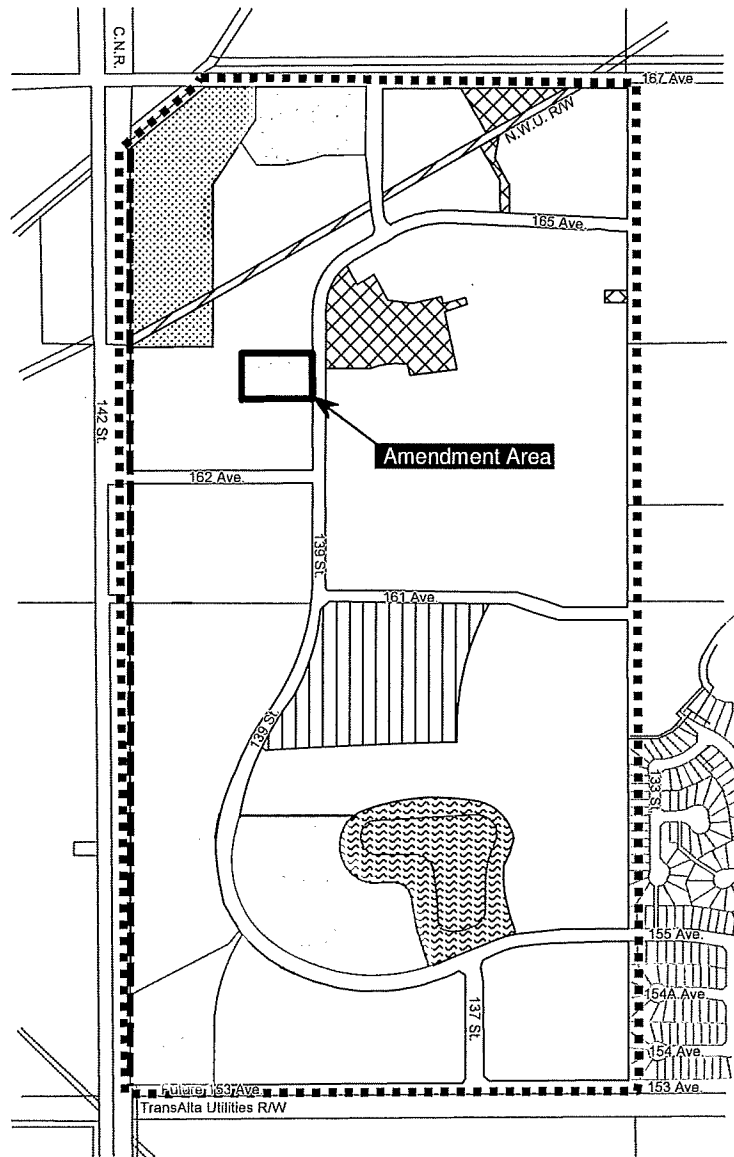 C.N.R.
167 Ave.
N.W.U. R/W
165 Ave.
142 St.
Amendment Area
162 Ave.
139 St.
161 Ave.
139 St.
133 St.
155 Ave.
154A Ave.
137 St.
154 Ave.
Future 153 Ave.
153 Ave.
TransAlta Utilities R/W